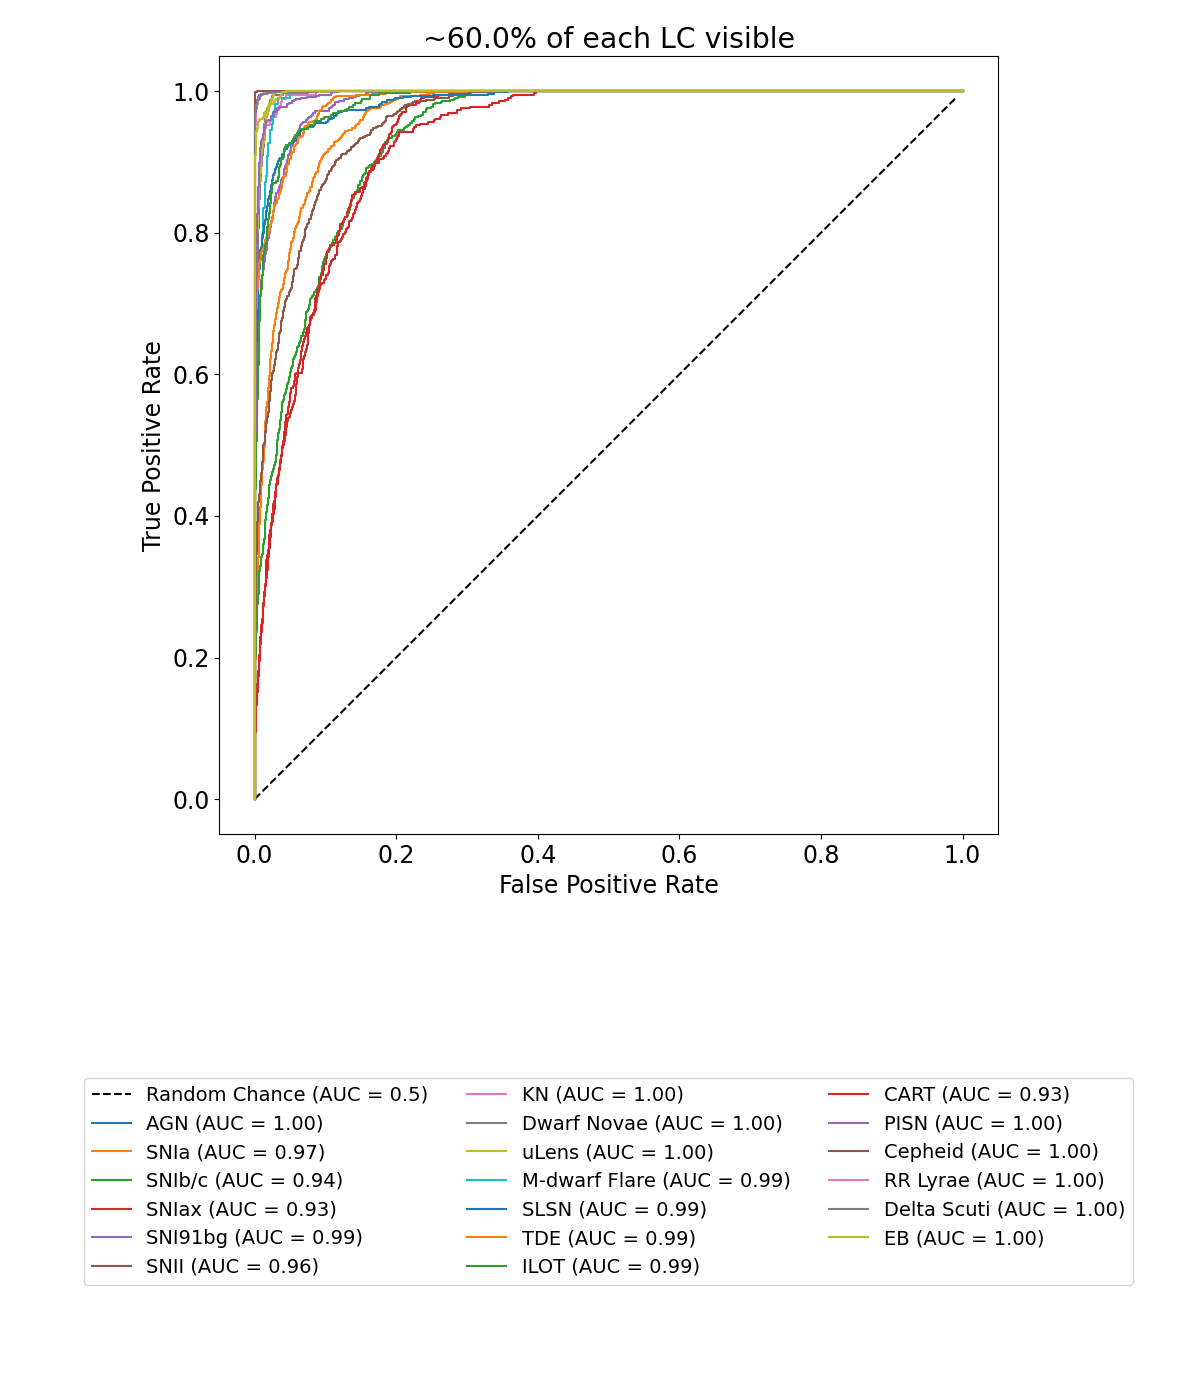 ~60.0% of each LC visible
1.0
0.8
0.6
0.4
0.2
0.0
True Positive Rate
0.0 0.2 0.4 0.6 0.8 1.0
False Positive Rate
Random Chance (AUC = 0.5)
AGN (AUC = 1.00)
SNIa (AUC = 0.97)
SNIb/c (AUC = 0.94)
SNIax (AUC = 0.93)
SNI91bg (AUC = 0.99)
SNII (AUC = 0.96)
KN (AUC = 1.00)
Dwarf Novae (AUC = 1.00)
uLens (AUC = 1.00)
M-dwarf Flare (AUC = 0.99)
SLSN (AUC = 0.99)
TDE (AUC = 0.99)
ILOT (AUC = 0.99)
CART (AUC = 0.93)
PISN (AUC = 1.00)
Cepheid (AUC = 1.00)
RR Lyrae (AUC = 1.00)
Delta Scuti (AUC = 1.00)
EB (AUC = 1.00)